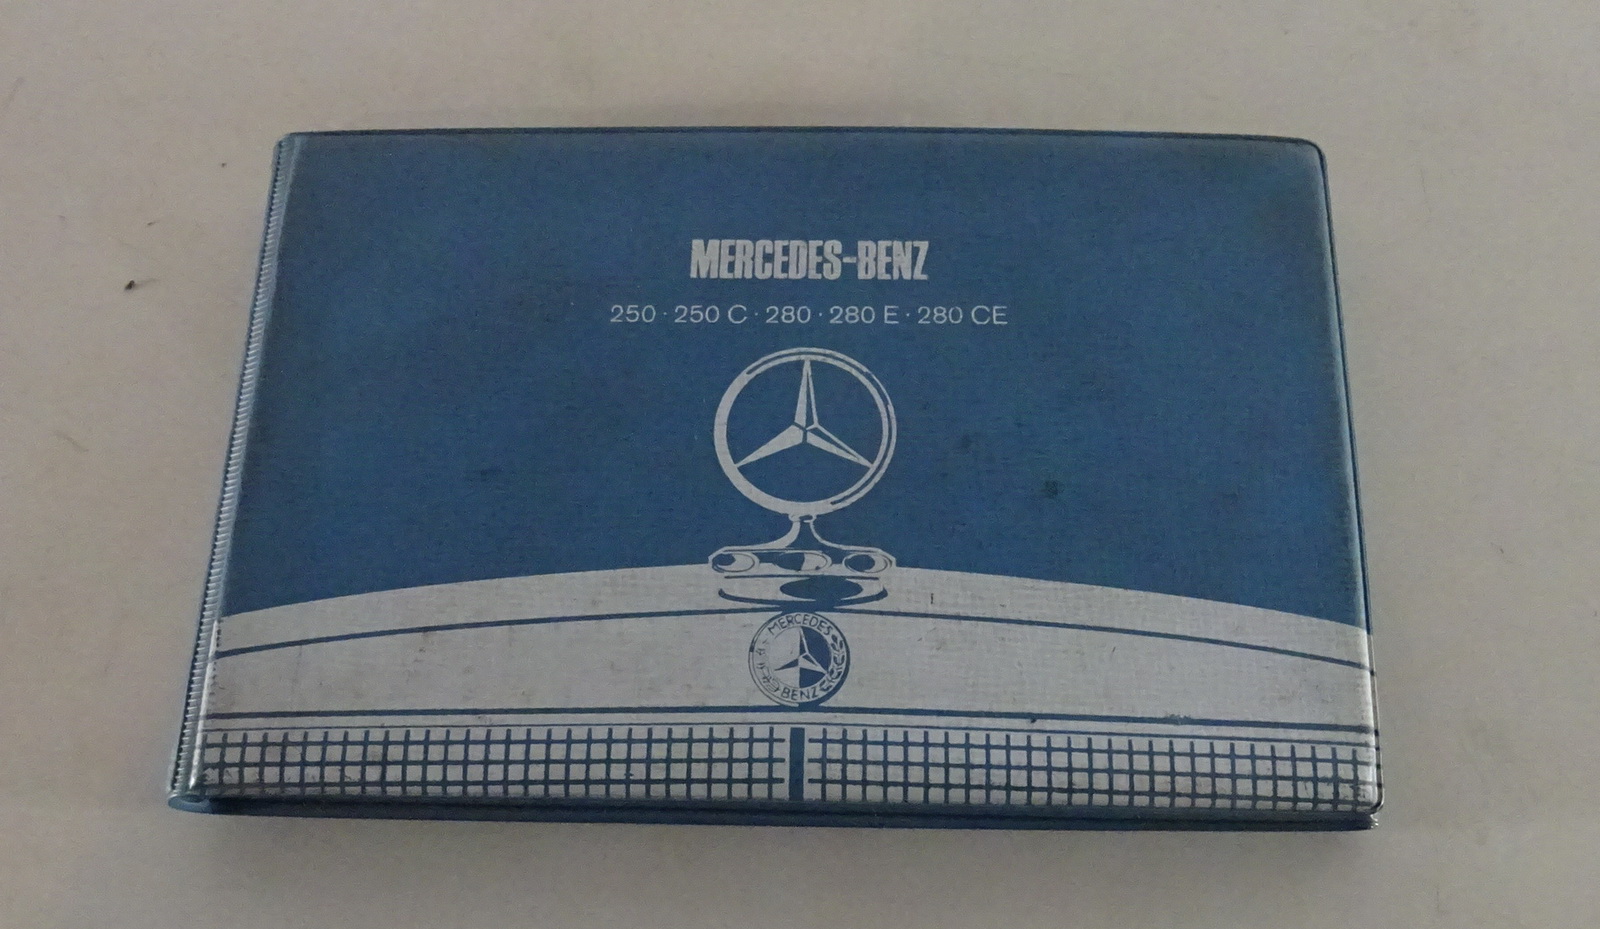 MERCEDES-BENZ
250 · 250 C · 280 · 280 E · 280 CE
MERCEDES
BENZ